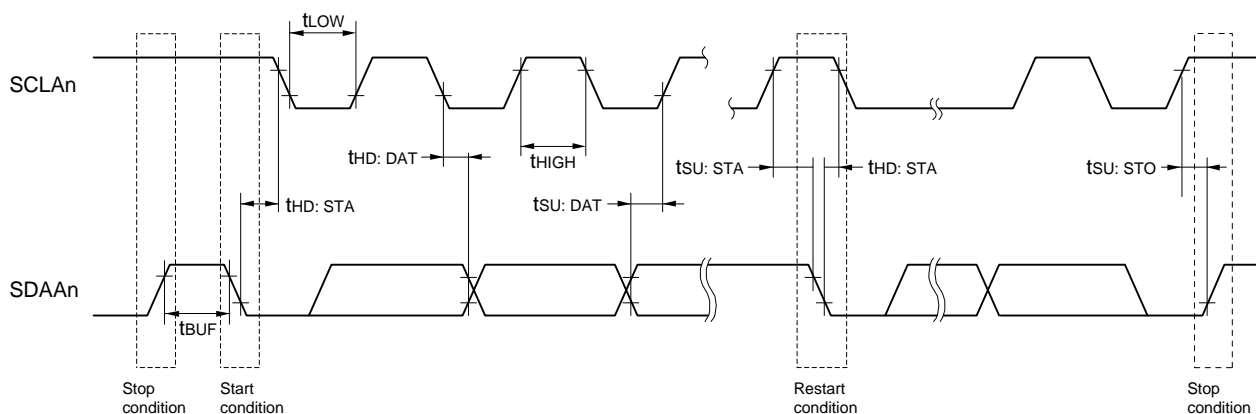 tLOW
SCLAn
tHD: DAT
tHIGH
tSU: STA
tHD: STA
tSU: STO
tHD: STA
tSU: DAT
SDAAn
tBUF
Stop
condition
Start
condition
Restart
condition
Stop
condition